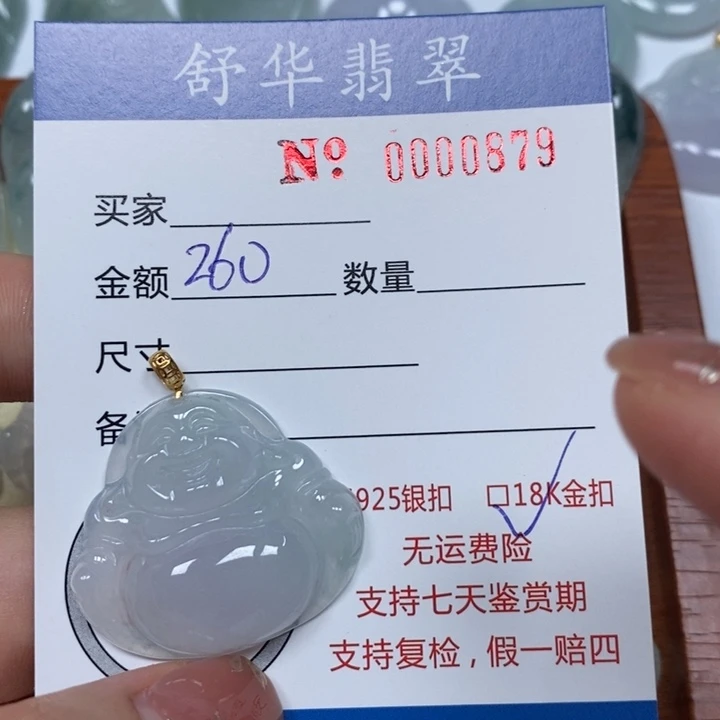 舒华翡翠
Nº 0000879
买家
金额 260 数量
尺寸
备
925银扣 □18K金扣
无运费险
支持七天鉴赏期
支持复检，假一赔四